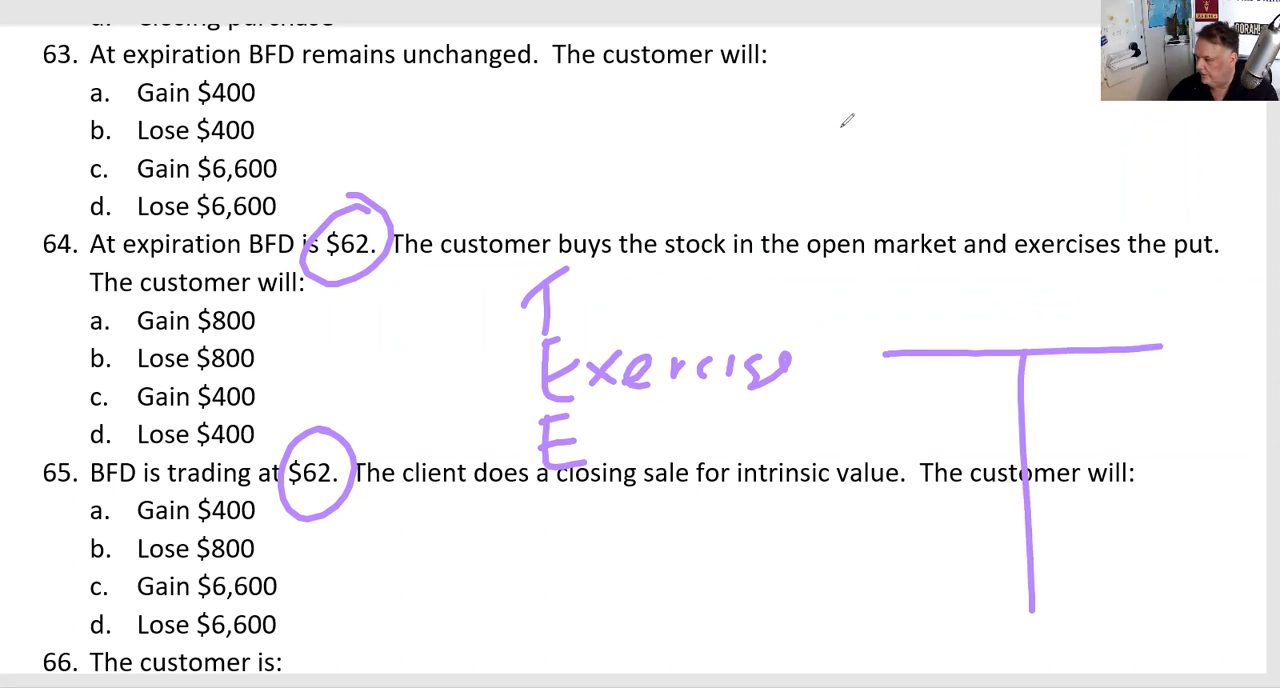 63. At expiration BFD remains unchanged. The customer will:
a. Gain $400
b. Lose $400
c. Gain $6,600
d. Lose $6,600
64. At expiration BFD is $62. The customer buys the stock in the open market and exercises the put.
The customer will:
a. Gain $800
b. Lose $800
c. Gain $400
d. Lose $400
T
Exercise
E
65. BFD is trading at $62. The client does a closing sale for intrinsic value. The customer will:
a. Gain $400
b. Lose $800
c. Gain $6,600
d. Lose $6,600
66. The customer is: